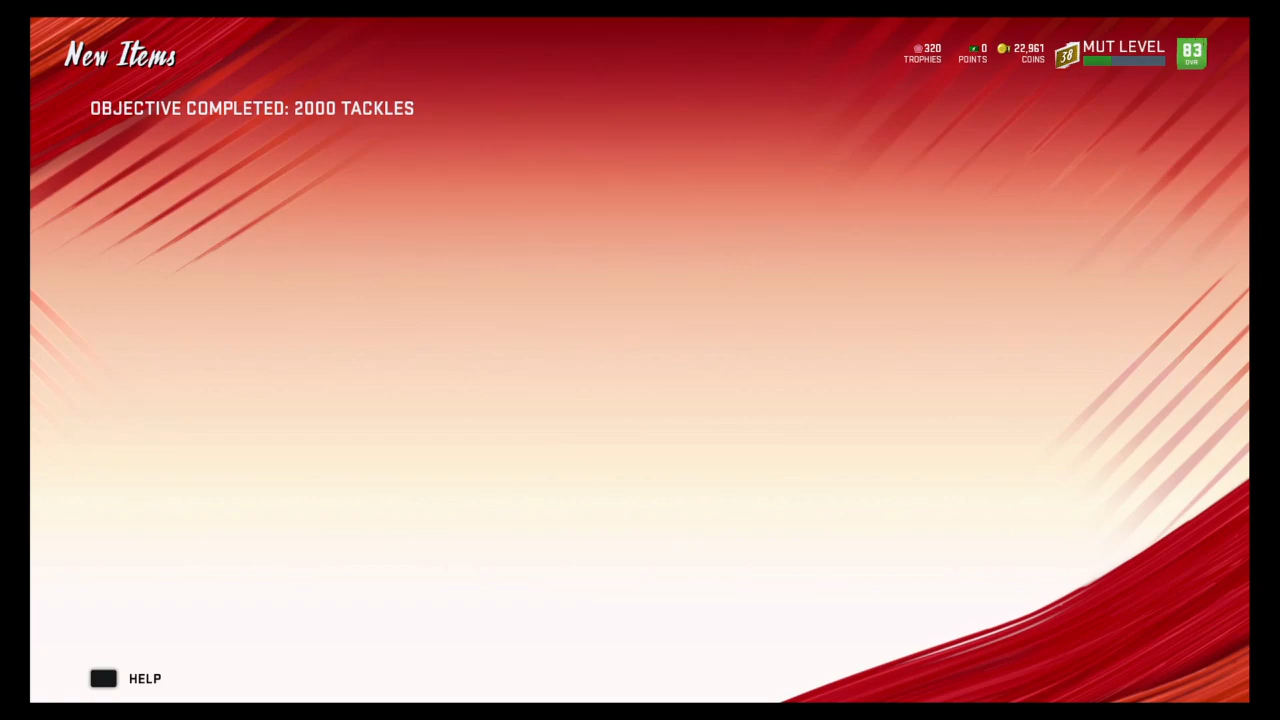 New Items
320
TROPHIES
0
POINTS
22,961
COINS
38
MUT LEVEL
83
OVR
OBJECTIVE COMPLETED: 2000 TACKLES
HELP